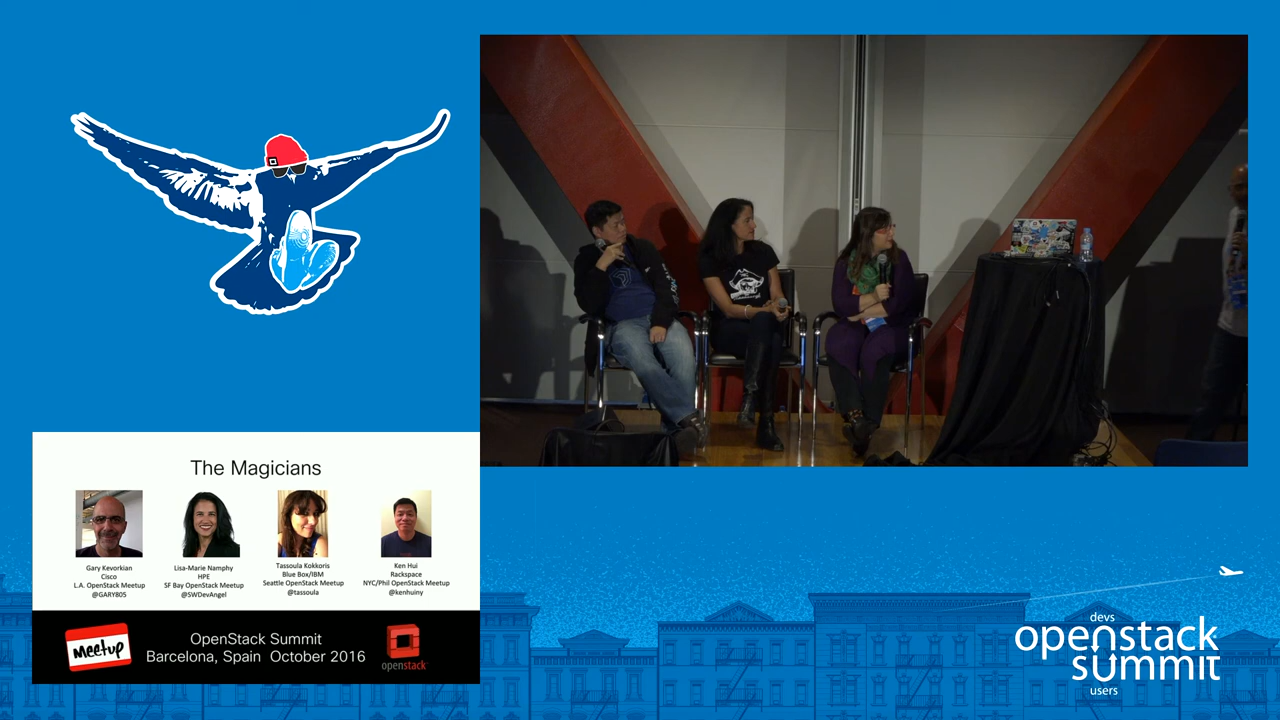 The Magicians
Gary Kevorkian
Cisco
L.A. OpenStack Meetup
@GARY805
Lisa-Marie Namphy
HPE
SF Bay OpenStack Meetup
@SWDevAngel
Tassoula Kokkoris
Blue Box/IBM
Seattle OpenStack Meetup
@tassoula
Ken Hui
Rackspace
NYC/Phil OpenStack Meetup
@kenhuiny
Meetup
OpenStack Summit
Barcelona, Spain October 2016
openstack
devs
openstack
summit
users